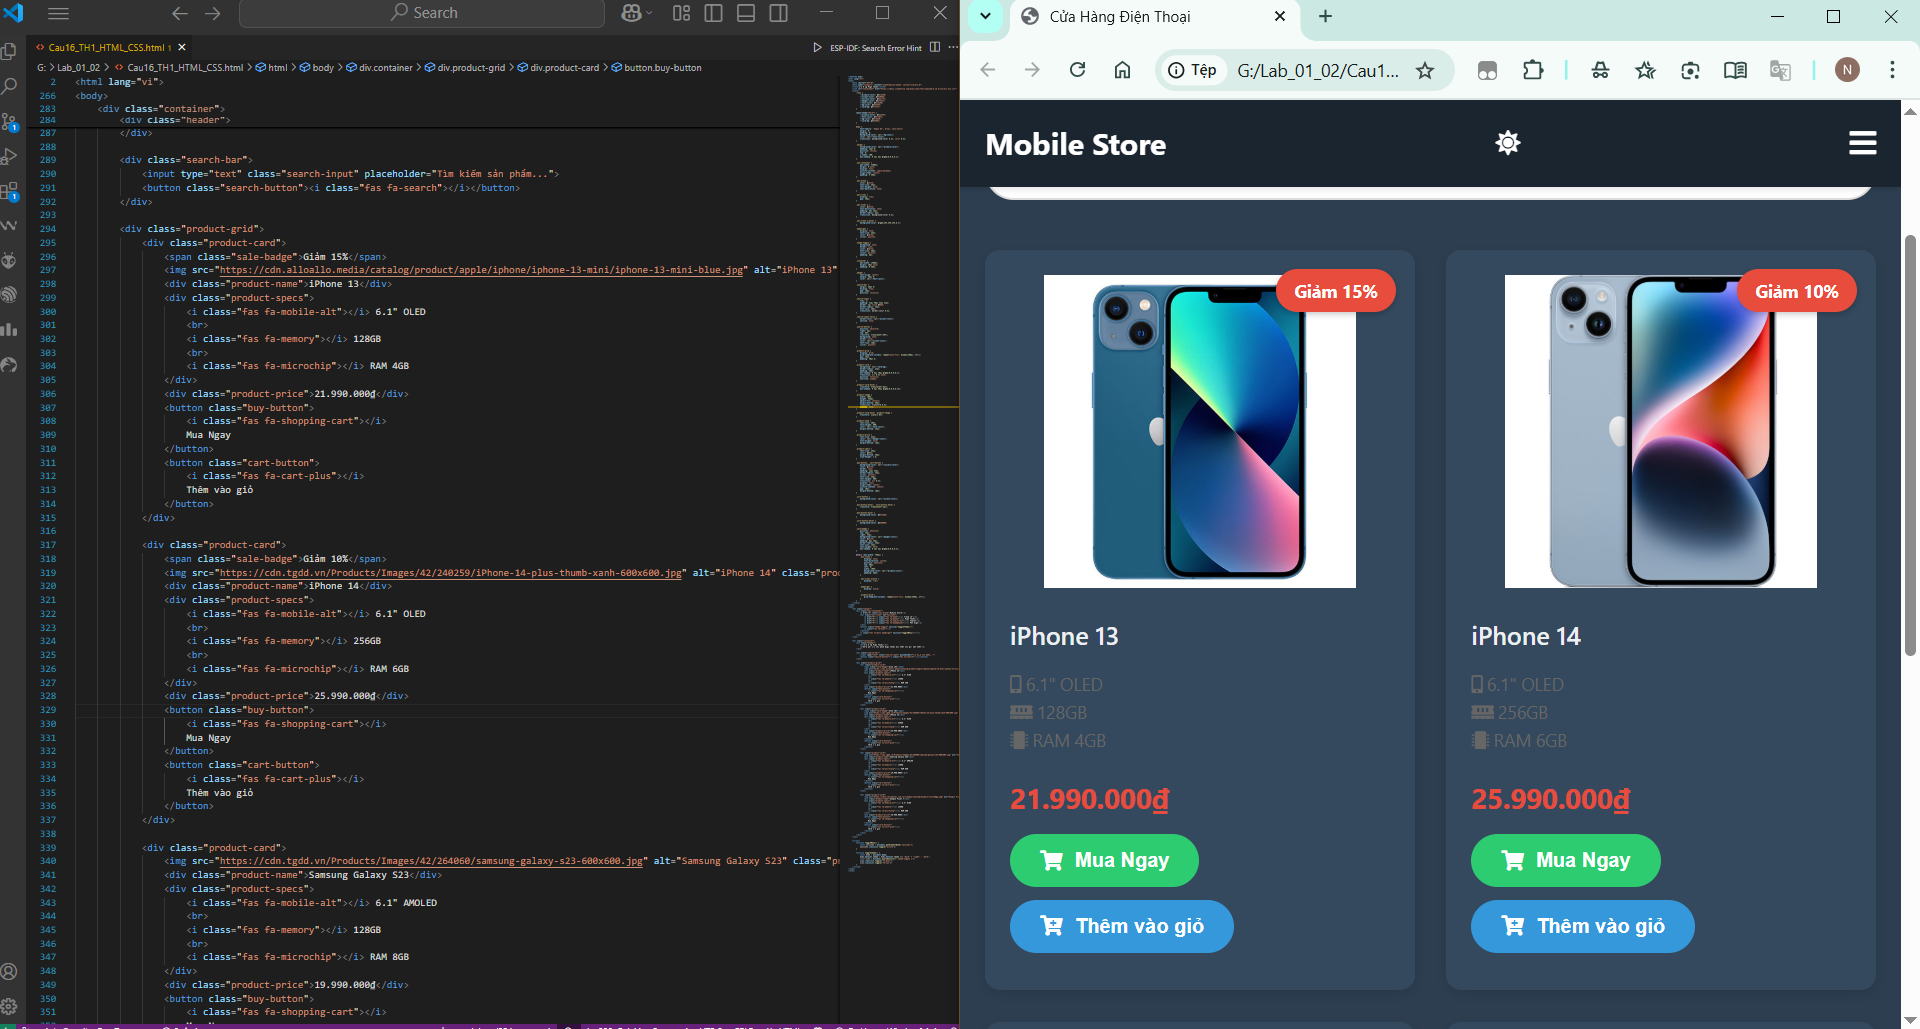 Search
Cau16_TH1_HTML_CSS.html 1
ESP-IDF: Search Error Hint
G: > Lab_01_02 > Cau16_TH1_HTML_CSS.html > html > body > div.container > div.product-grid > div.product-card > button.buy-button
2 <html lang="vi">
266 <body>
283 <div class="container">
284 <div class="header">
287 </div>
288
289 <div class="search-bar">
290 <input type="text" class="search-input" placeholder="Tìm kiếm sản phẩm...">
291 <button class="search-button"><i class="fas fa-search"></i></button>
292 </div>
293
294 <div class="product-grid">
295 <div class="product-card">
296 <span class="sale-badge">Giảm 15%</span>
297 <img src="https://cdn.alloallo.media/catalog/product/apple/iphone/iphone-13-mini/iphone-13-mini-blue.jpg" alt="iPhone 13"
298 <div class="product-name">iPhone 13</div>
299 <div class="product-specs">
300 <i class="fas fa-mobile-alt"></i> 6.1" OLED
301 <br>
302 <i class="fas fa-memory"></i> 128GB
303 <br>
304 <i class="fas fa-microchip"></i> RAM 4GB
305 </div>
306 <div class="product-price">21.990.000₫</div>
307 <button class="buy-button">
308 <i class="fas fa-shopping-cart"></i>
309 Mua Ngay
310 </button>
311 <button class="cart-button">
312 <i class="fas fa-cart-plus"></i>
313 Thêm vào giỏ
314 </button>
315 </div>
316
317 <div class="product-card">
318 <span class="sale-badge">Giảm 10%</span>
319 <img src="https://cdn.tgdd.vn/Products/Images/42/240259/iPhone-14-plus-thumb-xanh-600x600.jpg" alt="iPhone 14" class="proc
320 <div class="product-name">iPhone 14</div>
321 <div class="product-specs">
322 <i class="fas fa-mobile-alt"></i> 6.1" OLED
323 <br>
324 <i class="fas fa-memory"></i> 256GB
325 <br>
326 <i class="fas fa-microchip"></i> RAM 6GB
327 </div>
328 <div class="product-price">25.990.000₫</div>
329 <button class="buy-button">
330 <i class="fas fa-shopping-cart"></i>
331 Mua Ngay
332 </button>
333 <button class="cart-button">
334 <i class="fas fa-cart-plus"></i>
335 Thêm vào giỏ
336 </button>
337 </div>
338
339 <div class="product-card">
340 <img src="https://cdn.tgdd.vn/Products/Images/42/264060/samsung-galaxy-s23-600x600.jpg" alt="Samsung Galaxy S23" class="pr
341 <div class="product-name">Samsung Galaxy S23</div>
342 <div class="product-specs">
343 <i class="fas fa-mobile-alt"></i> 6.1" AMOLED
344 <br>
345 <i class="fas fa-memory"></i> 128GB
346 <br>
347 <i class="fas fa-microchip"></i> RAM 8GB
348 </div>
349 <div class="product-price">19.990.000₫</div>
350 <button class="buy-button">
351 <i class="fas fa-shopping-cart"></i>
Cửa Hàng Điện Thoại
Tệp
G:/Lab_01_02/Cau1...
N
Mobile Store
Giảm 15%
Giảm 10%
iPhone 13
iPhone 14
6.1" OLED
6.1" OLED
128GB
256GB
RAM 4GB
RAM 6GB
21.990.000₫
25.990.000₫
Mua Ngay
Mua Ngay
Thêm vào giỏ
Thêm vào giỏ